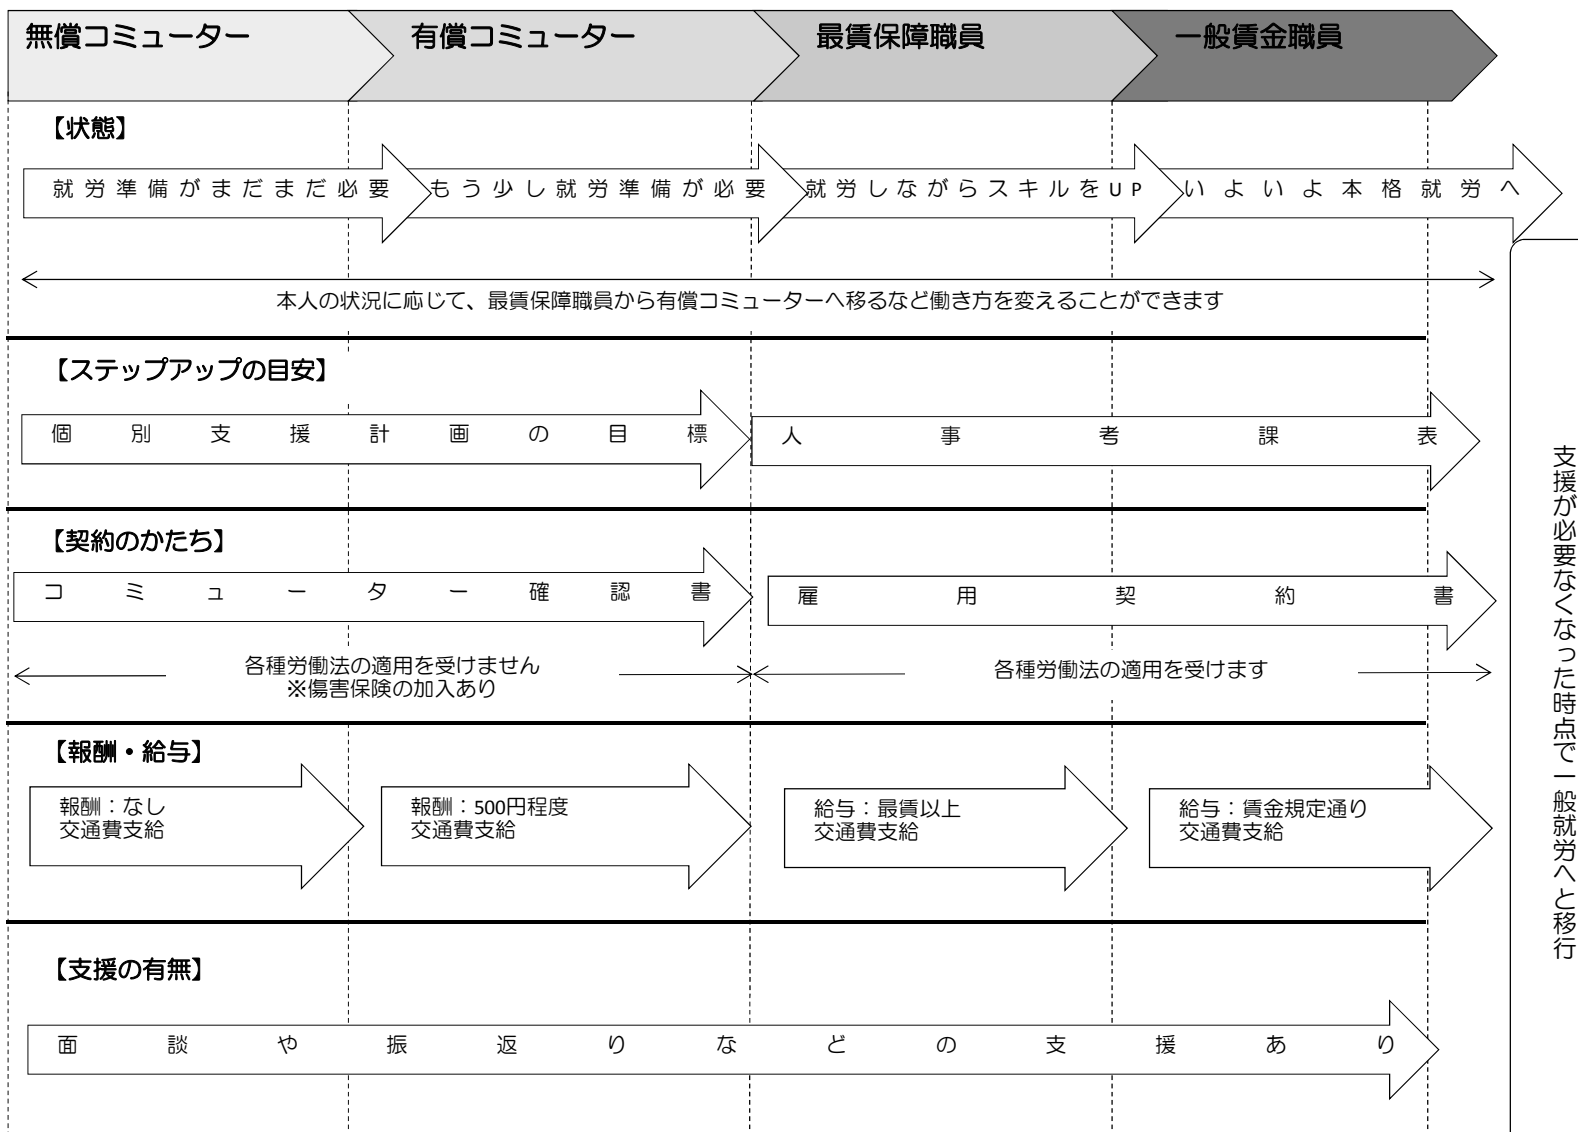 無償コミューター
有償コミューター
最賃保障職員
一般賃金職員
【状態】
就労準備がまだまだ必要
もう少し就労準備が必要
就労しながらスキルをUP
いよいよ本格就労へ
本人の状況に応じて、最賃保障職員から有償コミューターへ移るなど働き方を変えることができます
【ステップアップの目安】
個別支援計画の目標
人事考課表
【契約のかたち】
コミューター確認書
雇用契約書
各種労働法の適用を受けません
※傷害保険の加入あり
各種労働法の適用を受けます
【報酬・給与】
報酬：なし
交通費支給
報酬：500円程度
交通費支給
給与：最賃以上
交通費支給
給与：賃金規定通り
交通費支給
【支援の有無】
面談や振返りなどの支援あり
支援が必要なくなった時点で一般就労へと移行